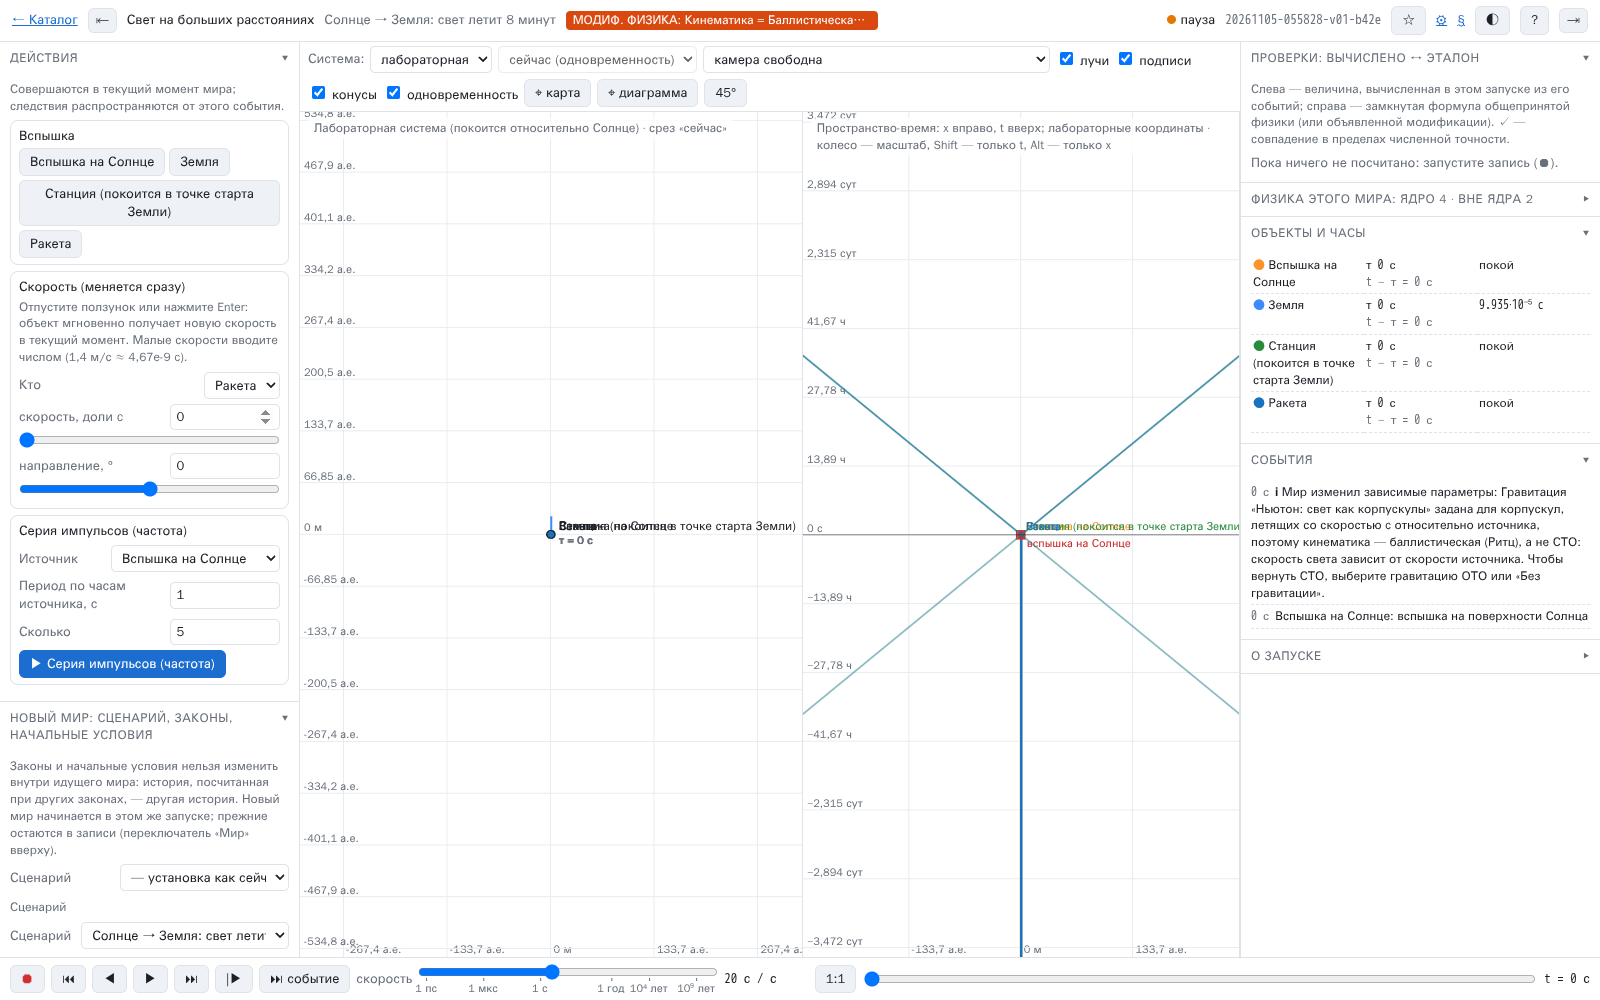 ← Каталог
⇤
Свет на больших расстояниях
Солнце → Земля: свет летит 8 минут
МОДИФ. ФИЗИКА: Кинематика = Баллистическа···
пауза
20261105-055828-v01-b42e
☆
⚙
§
?
⇥
ДЕЙСТВИЯ
Совершаются в текущий момент мира;
следствия распространяются от этого события.
Вспышка
Вспышка на Солнце
Земля
Станция (покоится в точке старта
Земли)
Ракета
Скорость (меняется сразу)
Отпустите ползунок или нажмите Enter:
объект мгновенно получает новую скорость
в текущий момент. Малые скорости вводите
числом (1,4 м/с ≈ 4,67e-9 c).
Кто
Ракета
скорость, доли c
0
направление, °
0
Серия импульсов (частота)
Источник
Вспышка на Солнце
Период по часам
источника, с
1
Сколько
5
▶ Серия импульсов (частота)
НОВЫЙ МИР: СЦЕНАРИЙ, ЗАКОНЫ,
НАЧАЛЬНЫЕ УСЛОВИЯ
Законы и начальные условия нельзя изменить
внутри идущего мира: история, посчитанная
при других законах, — другая история. Новый
мир начинается в этом же запуске; прежние
остаются в записи (переключатель «Мир»
вверху).
Сценарий
— установка как сейч
Сценарий
Сценарий
Солнце → Земля: свет лети
Система:
лабораторная
сейчас (одновременность)
камера свободна
лучи
подписи
конусы
одновременность
⌖ карта
⌖ диаграмма
45°
Лабораторная система (покоится относительно Солнце) · срез «сейчас»
534,8 а.е.
467,9 а.е.
401,1 а.е.
334,2 а.е.
267,4 а.е.
200,5 а.е.
133,7 а.е.
66,85 а.е.
0 м
-66,85 а.е.
-133,7 а.е.
-200,5 а.е.
-267,4 а.е.
-334,2 а.е.
-401,1 а.е.
-467,9 а.е.
-534,8 а.е.
в точке старта Земли)
τ = 0 с
-267,4 а.е.
-133,7 а.е.
0 м
133,7 а.е.
267,4 а
Пространство-время: x вправо, t вверх; лабораторные координаты ·
колесо — масштаб, Shift — только t, Alt — только x
3,472 сут
2,894 сут
2,315 сут
41,67 ч
27,78 ч
13,89 ч
0 с
−13,89 ч
−27,78 ч
−41,67 ч
−2,315 сут
−2,894 сут
−3,472 сут
в точке старта Земли
вспышка на Солнце
-133,7 а.е.
0 м
133,7 а.е.
ПРОВЕРКИ: ВЫЧИСЛЕНО ↔ ЭТАЛОН
Слева — величина, вычисленная в этом запуске из его
событий; справа — замкнутая формула общепринятой
физики (или объявленной модификации). ✓ —
совпадение в пределах численной точности.
Пока ничего не посчитано: запустите запись (⏺).
ФИЗИКА ЭТОГО МИРА: ЯДРО 4 · ВНЕ ЯДРА 2
ОБЪЕКТЫ И ЧАСЫ
Вспышка на
Солнце
τ 0 с
t − τ = 0 с
покой
Земля
τ 0 с
t − τ = 0 с
9.935·10⁻⁵ c
Станция
(покоится в точке
старта Земли)
τ 0 с
t − τ = 0 с
покой
Ракета
τ 0 с
t − τ = 0 с
покой
СОБЫТИЯ
0 с ℹ Мир изменил зависимые параметры: Гравитация
«Ньютон: свет как корпускулы» задана для корпускул,
летящих со скоростью c относительно источника,
поэтому кинематика — баллистическая (Ритц), а не СТО:
скорость света зависит от скорости источника. Чтобы
вернуть СТО, выберите гравитацию ОТО или «Без
гравитации».
0 с Вспышка на Солнце: вспышка на поверхности Солнца
О ЗАПУСКЕ
⏭ событие
скорость
1 пс
1 мкс
1 с
1 год
10⁴ лет
10⁹ лет
20 с / с
1:1
t = 0 с